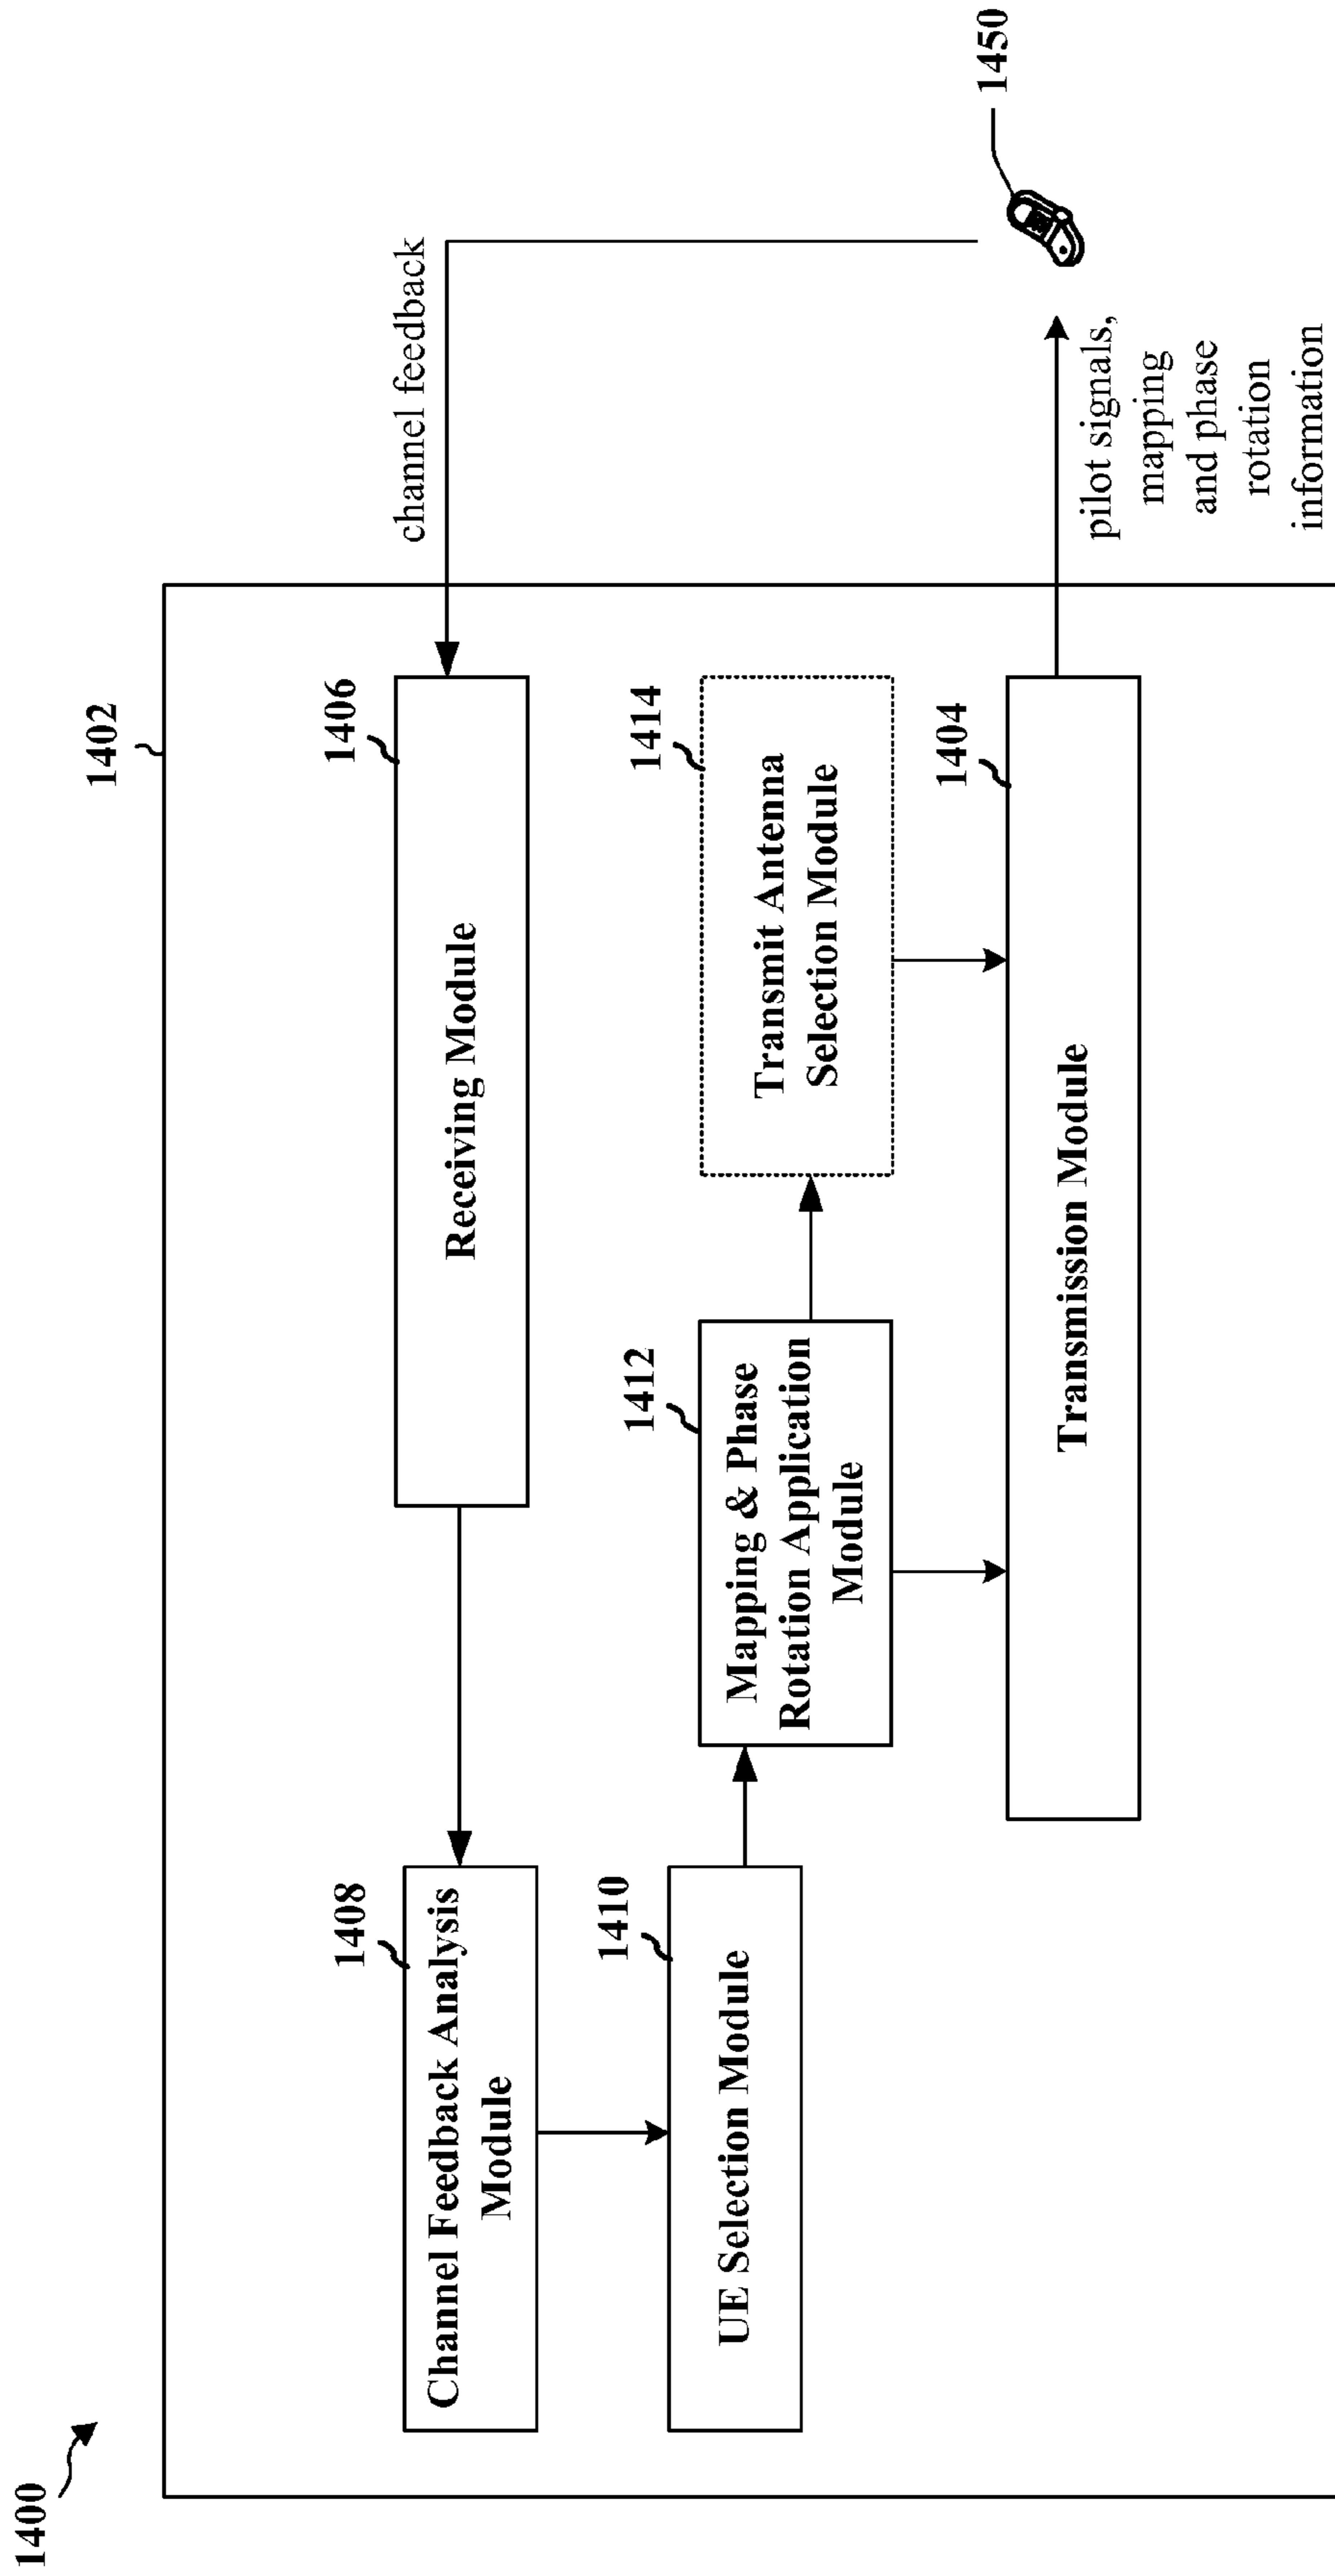 1400
1402
channel feedback
1406
Receiving Module
1408
Channel Feedback Analysis
Module
1410
UE Selection Module
1412
Mapping & Phase
Rotation Application
Module
1414
Transmit Antenna
Selection Module
1404
Transmission Module
1450
pilot signals,
mapping
and phase
rotation
information